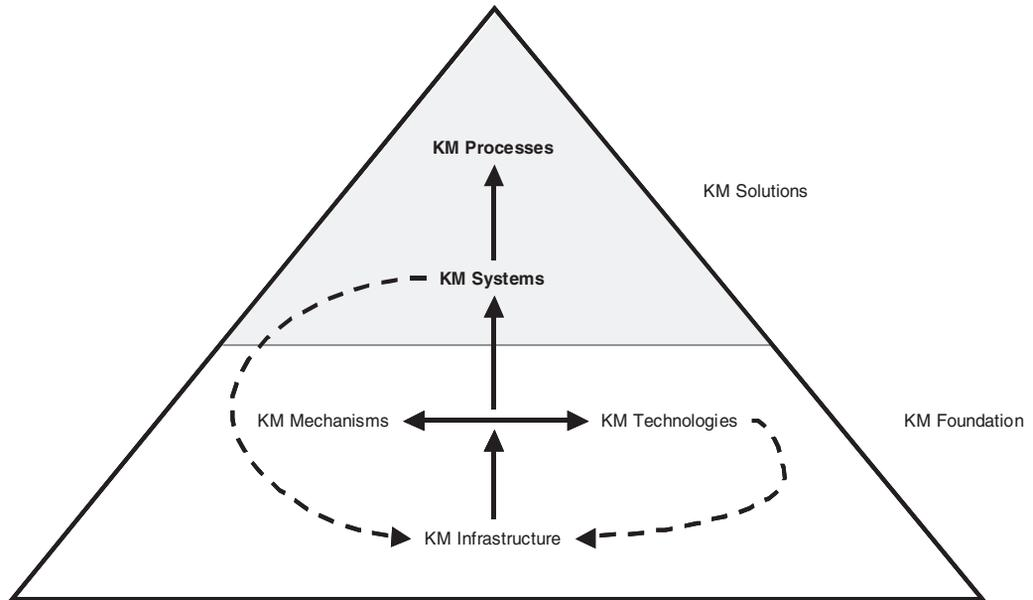 KM Processes
KM Solutions
KM Systems
KM Mechanisms
KM Technologies
KM Foundation
KM Infrastructure